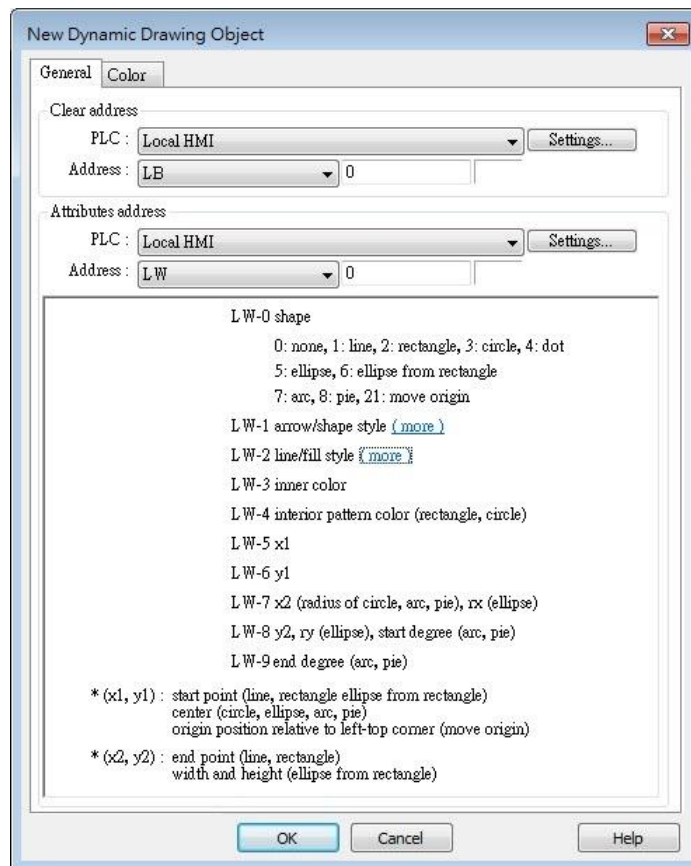 New Dynamic Drawing Object
General Color
Clear address
PLC : Local HMI Settings...
Address : LB 0
Attributes address
PLC : Local HMI Settings...
Address : LW 0
LW-0 shape
0: none, 1: line, 2: rectangle, 3: circle, 4: dot
5: ellipse, 6: ellipse from rectangle
7: arc, 8: pie, 21: move origin
LW-1 arrow/shape style ( more )
LW-2 line/fill style ( more )
LW-3 inner color
LW-4 interior pattern color (rectangle, circle)
LW-5 x1
LW-6 y1
LW-7 x2 (radius of circle, arc, pie), rx (ellipse)
LW-8 y2, ry (ellipse), start degree (arc, pie)
LW-9 end degree (arc, pie)
* (x1, y1) : start point (line, rectangle ellipse from rectangle)
center (circle, ellipse, arc, pie)
origin position relative to left-top corner (move origin)
* (x2, y2) : end point (line, rectangle)
width and height (ellipse from rectangle)
OK Cancel Help